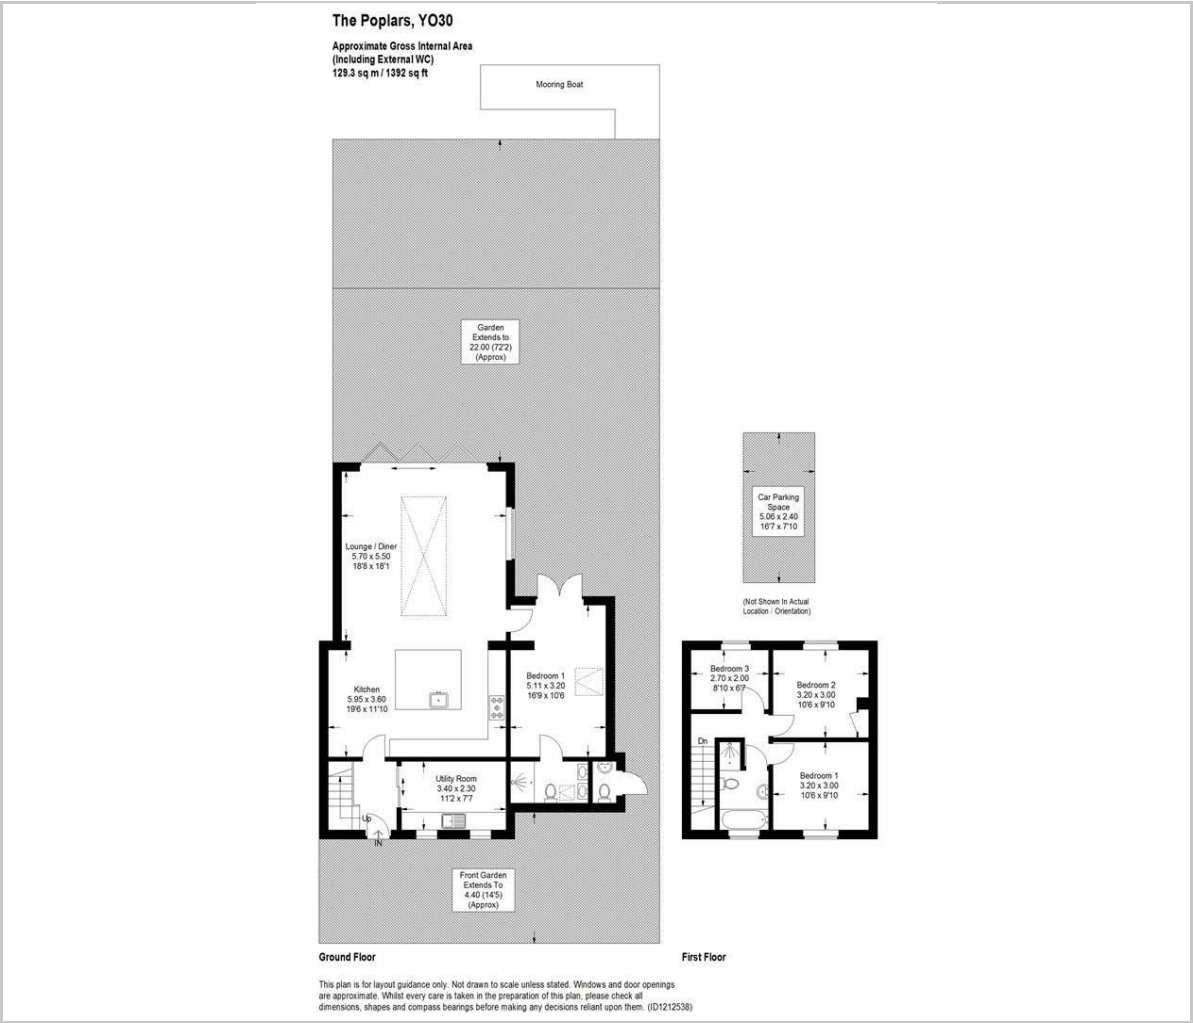 The Poplars, YO30
Approximate Gross Internal Area
(Including External WC)
129.3 sq m / 1392 sq ft
Mooring Boat
Garden
Extends to
22.00 (72'2)
(Approx)
Car Parking
Space
5.06 x 2.40
16'7 x 7'10
(Not Shown In Actual
Location / Orientation)
Lounge / Diner
5.70 x 5.50
18'8 x 18'1
Kitchen
5.95 x 3.60
19'6 x 11'10
Bedroom 1
5.11 x 3.20
16'9 x 10'6
Utility Room
3.40 x 2.30
11'2 x 7'7
Up
IN
Bedroom 3
2.70 x 2.00
8'10 x 6'7
Bedroom 2
3.20 x 3.00
10'6 x 9'10
Dn
Bedroom 1
3.20 x 3.00
10'6 x 9'10
Front Garden
Extends To
4.40 (14'5)
(Approx)
Ground Floor
First Floor
This plan is for layout guidance only. Not drawn to scale unless stated. Windows and door openings
are approximate. Whilst every care is taken in the preparation of this plan, please check all
dimensions, shapes and compass bearings before making any decisions reliant upon them. (ID1212538)